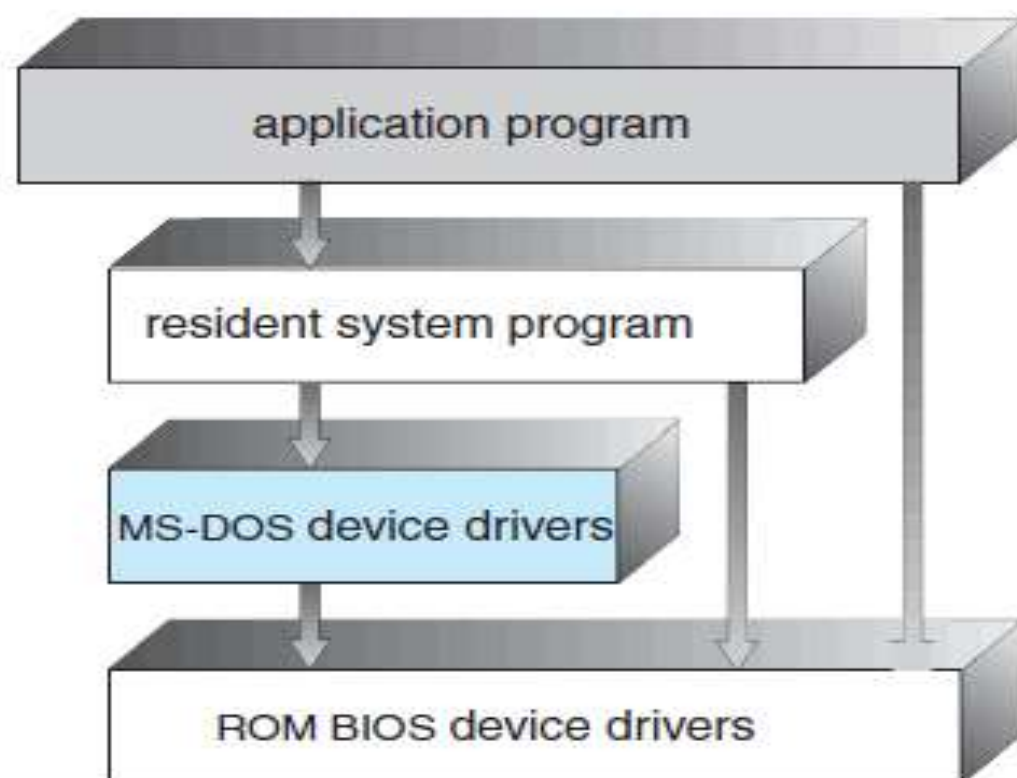 application program
resident system program
MS-DOS device drivers
ROM BIOS device drivers